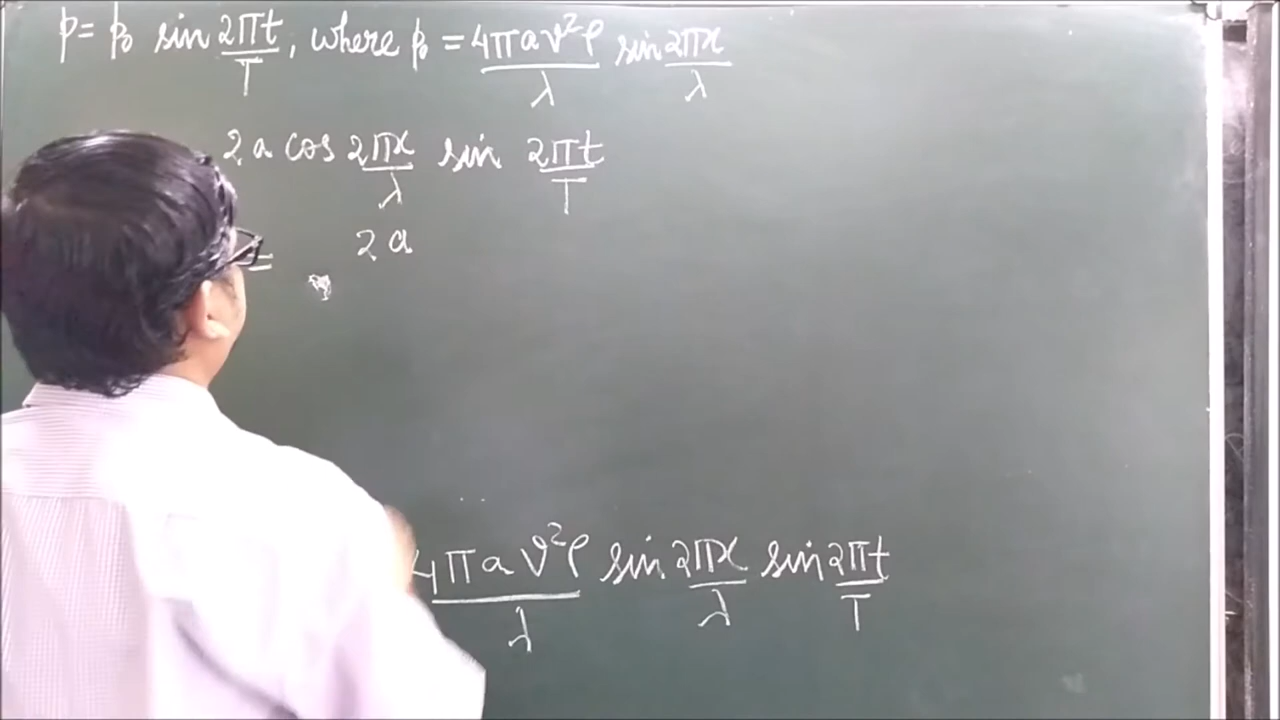 p = p₀ sin 2πt/T, where p₀ = 4πav²ρ/λ sin 2πx/λ
2a cos 2πx/λ sin 2πt/T
= 2a
4πav²ρ/λ sin 2πx/λ sin 2πt/T